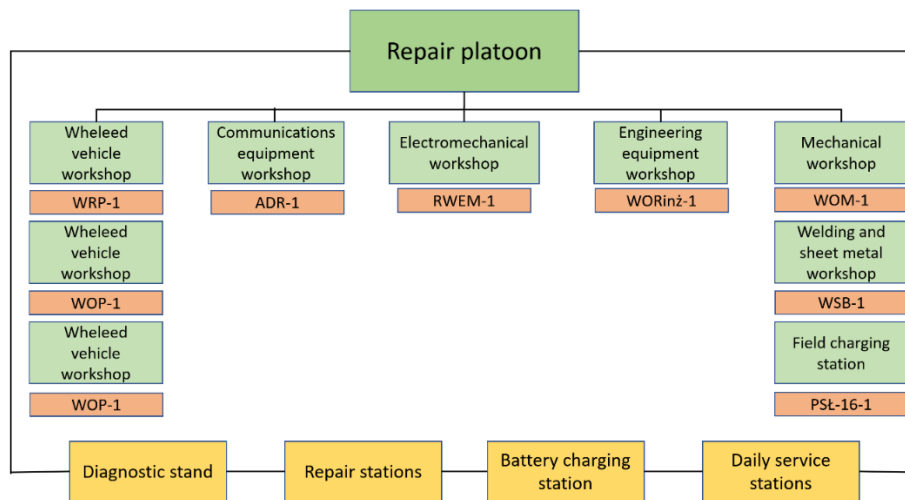 Repair platoon
Wheleed
vehicle
workshop
WRP-1
Wheleed
vehicle
workshop
WOP-1
Wheleed
vehicle
workshop
WOP-1
Communications
equipment
workshop
ADR-1
Electromechanical
workshop
RWEM-1
Engineering
equipment
workshop
WORinż-1
Mechanical
workshop
WOM-1
Welding and
sheet metal
workshop
WSB-1
Field charging
station
PSŁ-16-1
Diagnostic stand
Repair stations
Battery charging
station
Daily service
stations